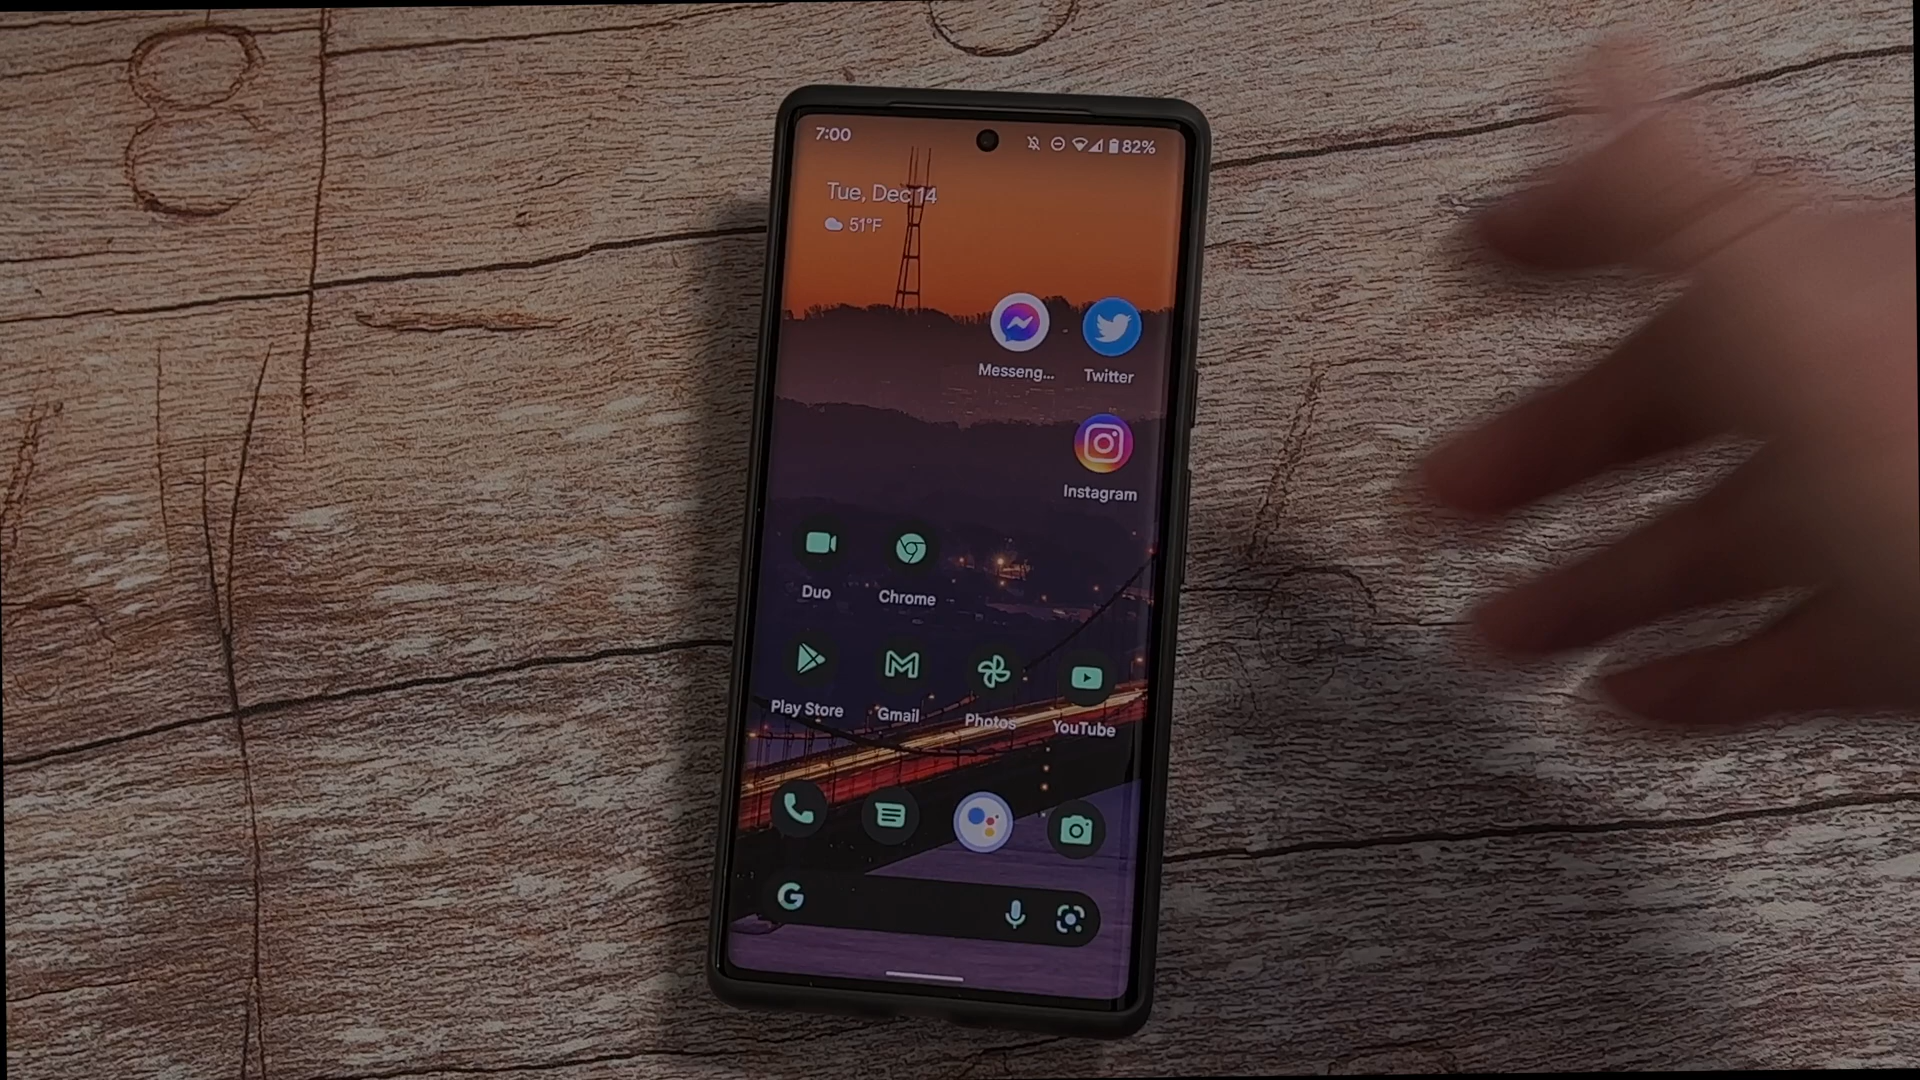 7:00 82%
Tue, Dec 14
51°F
Messeng... Twitter
Instagram
Duo Chrome
Play Store Gmail Photos YouTube
G